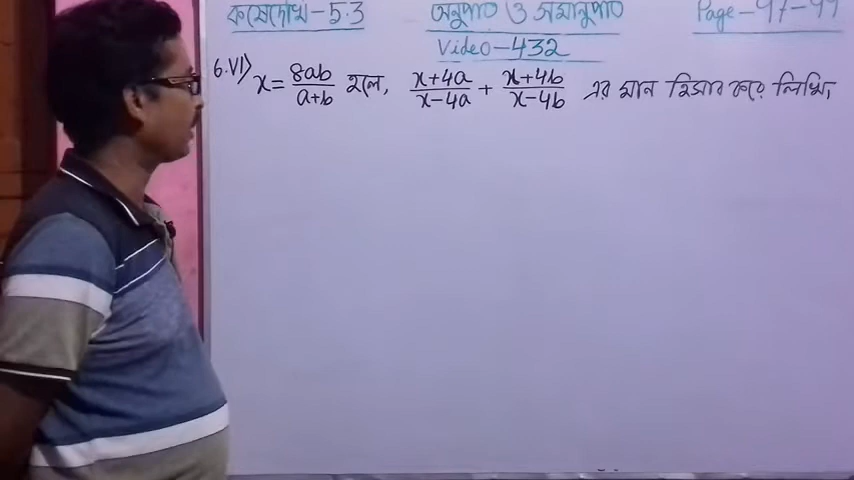 কষেদেখি-5.3 অনুপাত ও সমানুপাত Page-97-99
Video-432
6.VI) x = 8ab/a+b হলে, x+4a/x-4a + x+4b/x-4b এর মান হিসাব করে লিখি।